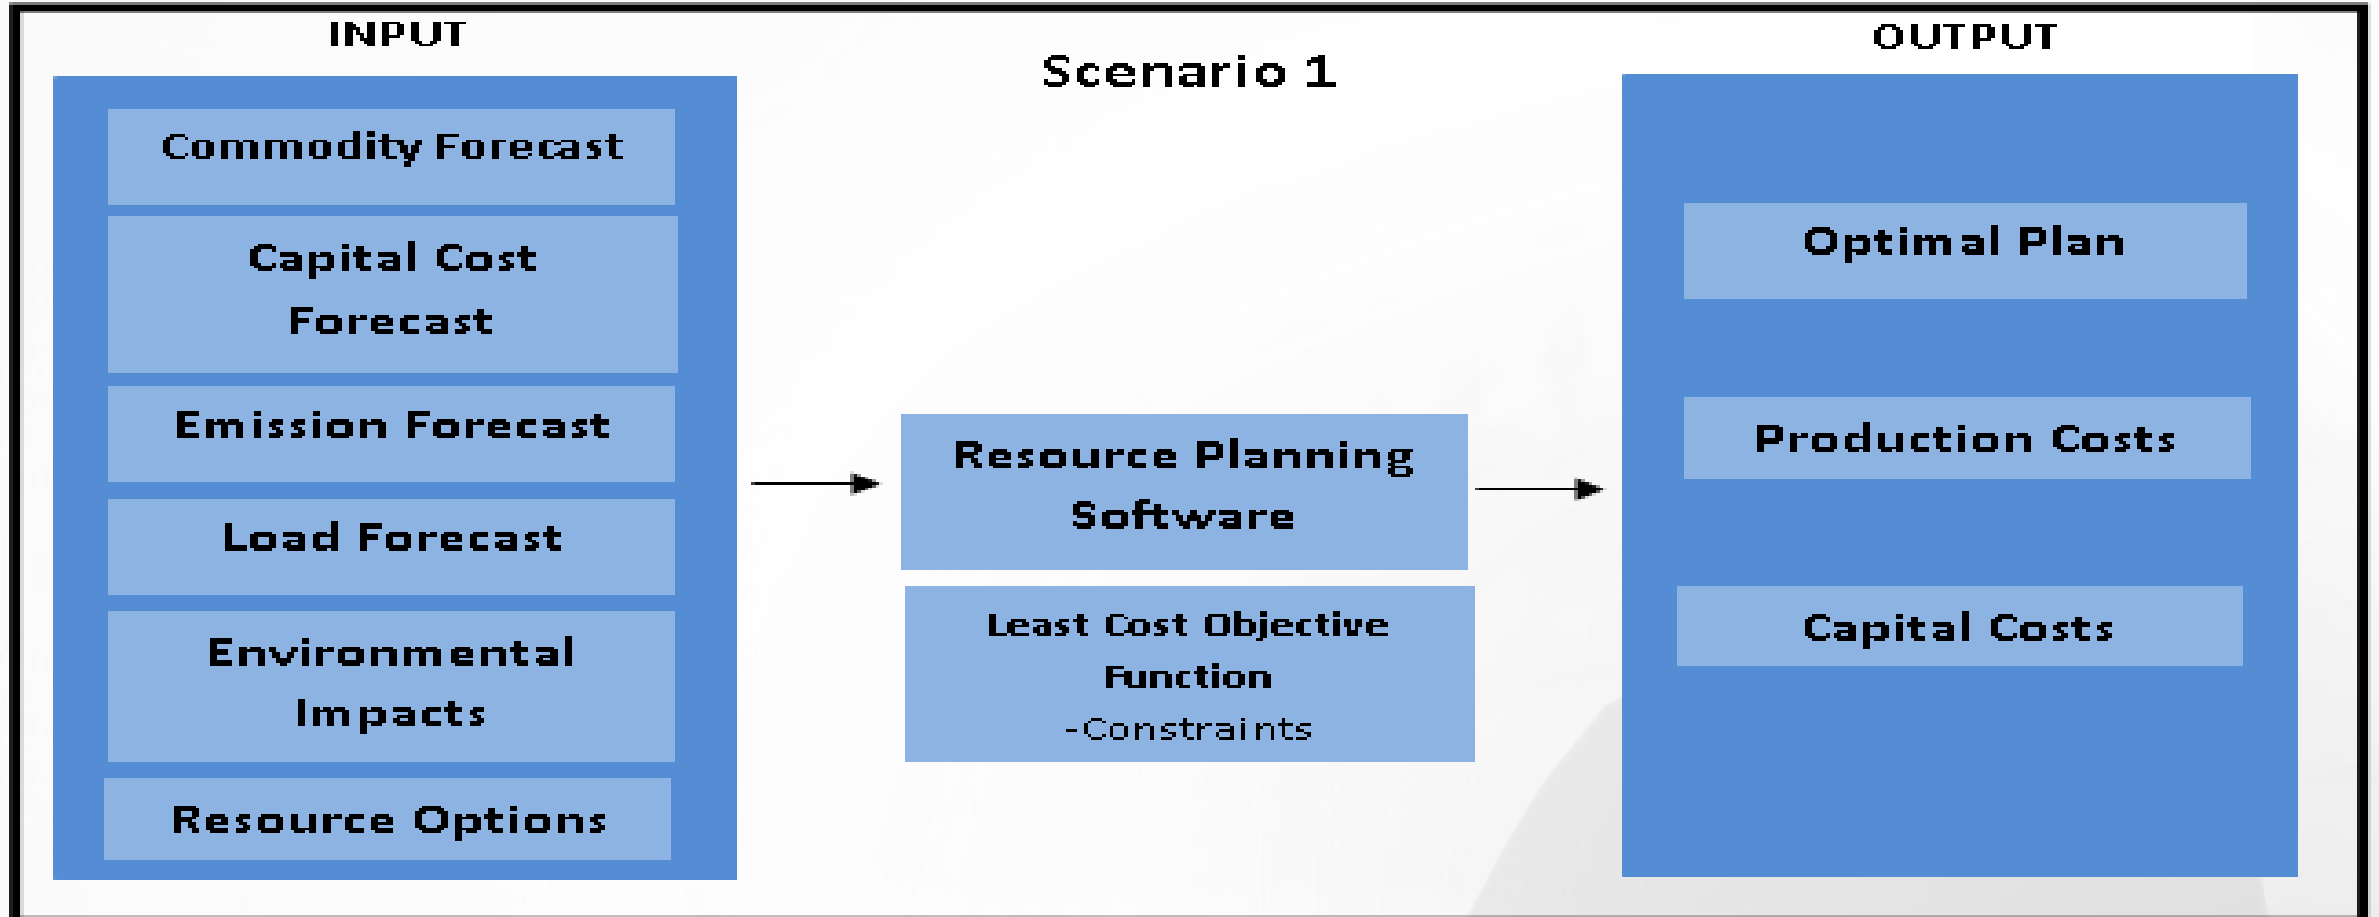 INPUT
Commodity Forecast
Capital Cost
Forecast
Emission Forecast
Load Forecast
Environmental
Impacts
Resource Options
Scenario 1
Resource Planning
Software
Least Cost Objective
Function
-Constraints
OUTPUT
Optimal Plan
Production Costs
Capital Costs